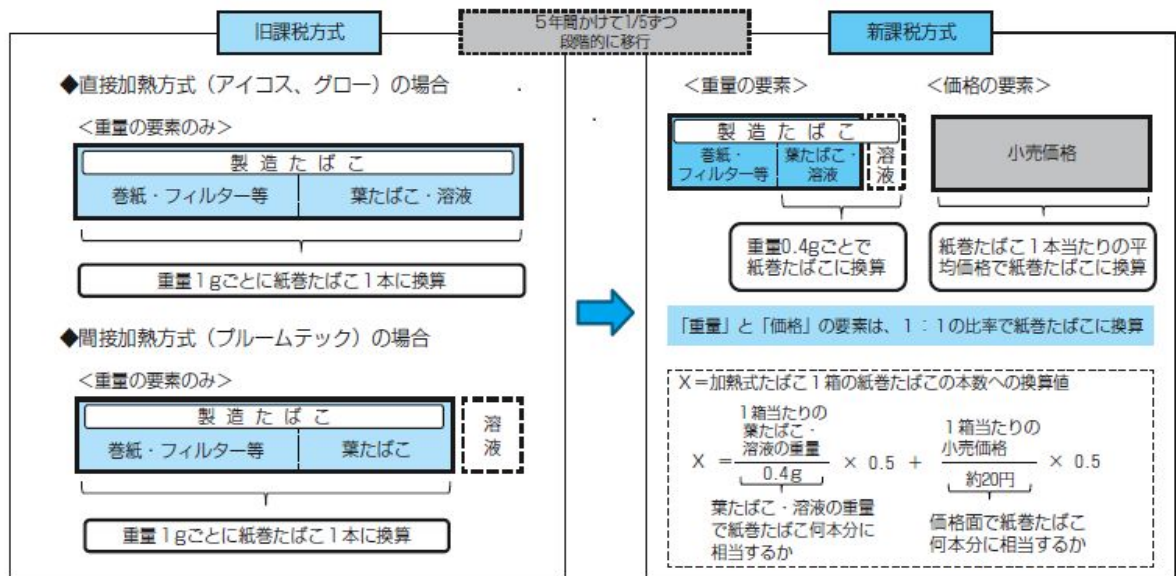 旧課税方式
5年間かけて1/5ずつ
段階的に移行
新課税方式
◆直接加熱方式(アイコス、グロー)の場合
<重量の要素のみ>
製造たばこ
巻紙・フィルター等
葉たばこ・溶液
重量1gごとに紙巻たばこ1本に換算
◆間接加熱方式(プルームテック)の場合
<重量の要素のみ>
製造たばこ
巻紙・フィルター等
葉たばこ
溶液
重量1gごとに紙巻たばこ1本に換算
<重量の要素>
製造たばこ
巻紙・
フィルター等
葉たばこ・
溶液
溶液
重量0.4gごとで
紙巻たばこに換算
<価格の要素>
小売価格
紙巻たばこ1本当たりの平
均価格で紙巻たばこに換算
「重量」と「価格」の要素は、1:1の比率で紙巻たばこに換算
X=加熱式たばこ1箱の紙巻たばこの本数への換算値
1箱当たりの
葉たばこ・
溶液の重量
1箱当たりの
小売価格
X = × 0.5 + × 0.5
0.4g
約20円
葉たばこ・溶液の重量
で紙巻たばこ何本分に
相当するか
価格面で紙巻たばこ
何本分に相当するか